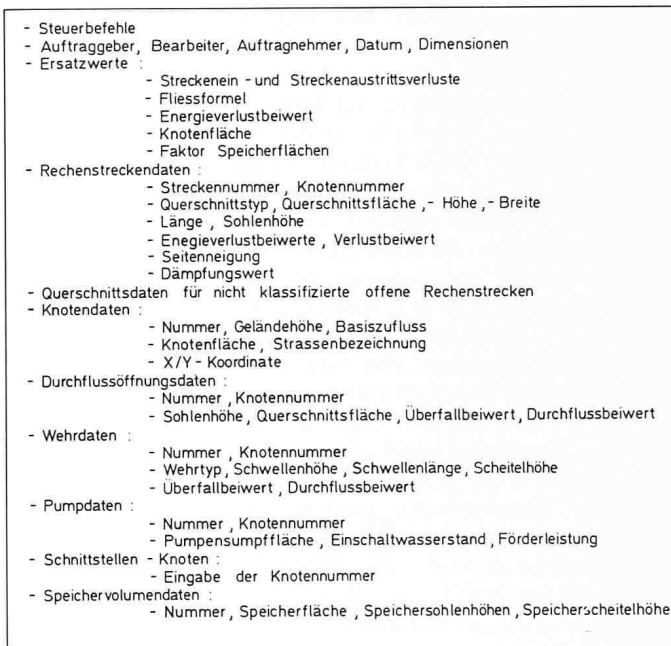 - Steuerbefehle
- Auftraggeber, Bearbeiter, Auftragnehmer, Datum , Dimensionen
- Ersatzwerte :
- Streckenein - und Streckenaustrittsverluste
- Fliessformel
- Energieverlustbeiwert
- Knotenfläche
- Faktor Speicherflächen
- Rechenstreckendaten :
- Streckennummer , Knotennummer
- Querschnittstyp , Querschnittsfläche , - Höhe , - Breite
- Länge , Sohlenhöhe
- Enegieverlustbeiwerte , Verlustbeiwert
- Seitenneigung
- Dämpfungswert
- Querschnittsdaten für nicht klassifizierte offene Rechenstrecken
- Knotendaten :
- Nummer, Geländehöhe , Basiszufluss
- Knotenfläche , Strassenbezeichnung
- X/Y - Koordinate
- Durchflussöffnungsdaten :
- Nummer , Knotennummer
- Sohlenhöhe , Querschnittsfläche , Überfallbeiwert , Durchflussbeiwert
- Wehrdaten :
- Nummer , Knotennummer
- Wehrtyp , Schwellenhöhe , Schwellenlänge , Scheitelhöhe
- Überfallbeiwert , Durchflussbeiwert
- Pumpdaten :
- Nummer , Knotennummer
- Pumpensumpffläche , Einschaltwasserstand , Förderleistung
- Schnittstellen - Knoten :
- Eingabe der Knotennummer
- Speichervolumendaten :
- Nummer, Speicherfläche , Speichersohlenhöhen , Speicherscheitelhöhe